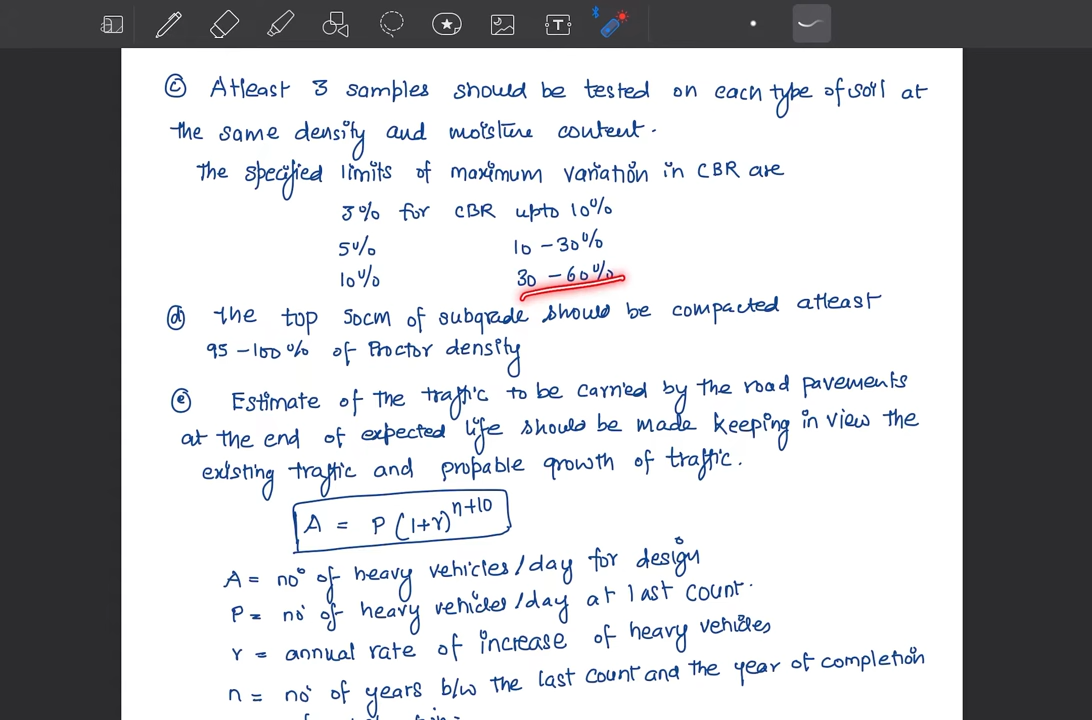 T
ⓒ Atleast 3 samples should be tested on each type of soil at
the same density and moisture content.
The specified limits of maximum variation in CBR are
3% for CBR upto 10%
5% 10 - 30%
10% 30 - 60%
ⓓ The top 50cm of subgrade should be compacted atleast
95 - 100% of Proctor density
ⓔ Estimate of the traffic to be carried by the road pavements
at the end of expected life should be made keeping in view the
existing traffic and propable growth of traffic.
A = P(1+r)^n+10
A = no° of heavy vehicles/day for design
P = no° of heavy vehicles/day at last count.
r = annual rate of increase of heavy vehicles
n = no° of years b/w the last count and the year of completion